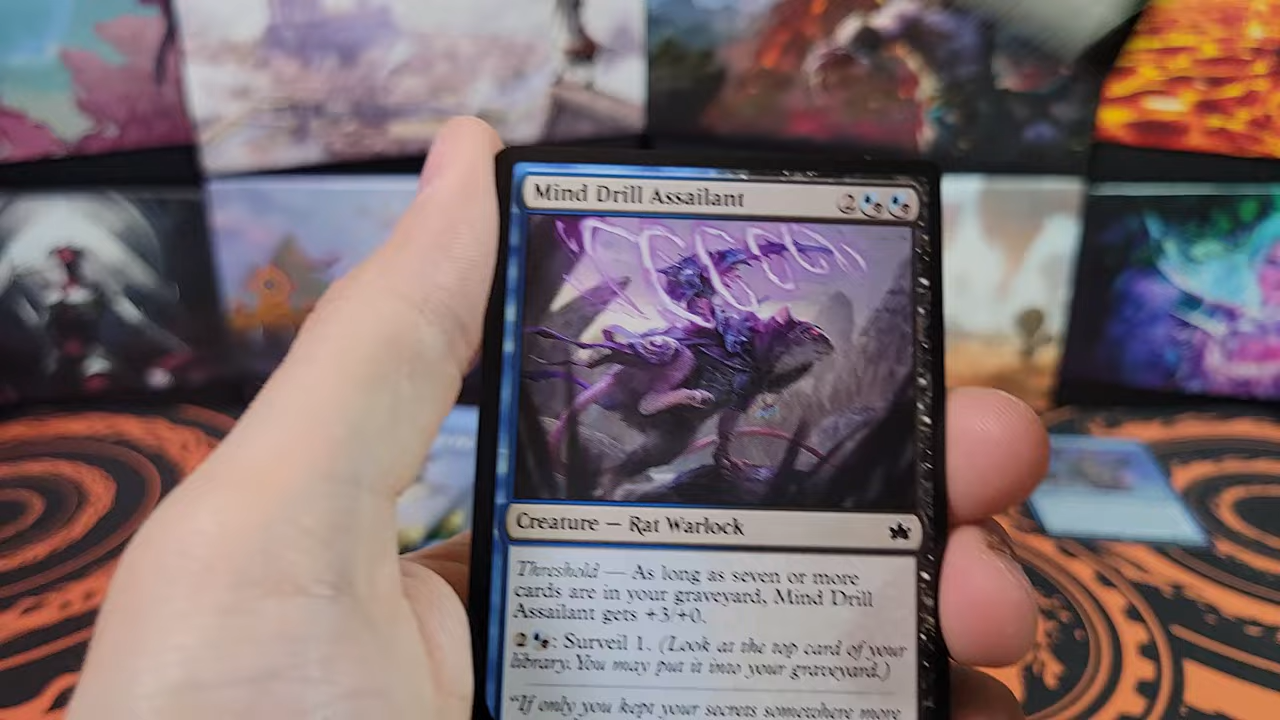 Mind Drill Assailant 2
Creature — Rat Warlock
Threshold — As long as seven or more
cards are in your graveyard, Mind Drill
Assailant gets +3/+0.
2 : Surveil 1. (Look at the top card of your
library. You may put it into your graveyard.)
"If only you kept your secrets somewhere more